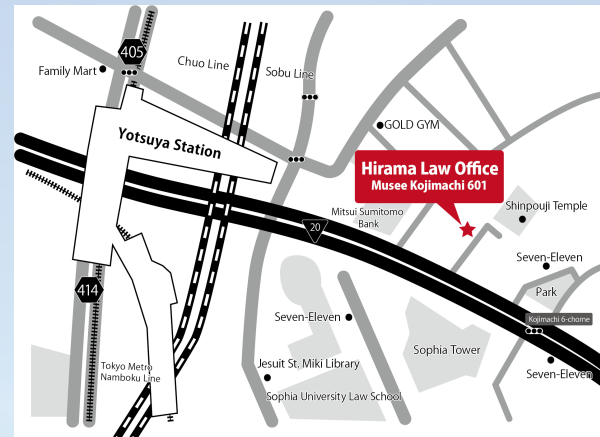 405
Family Mart
Chuo Line
Sobu Line
Yotsuya Station
GOLD GYM
Hirama Law Office
Musee Kojimachi 601
Mitsui Sumitomo
Bank
Shinpouji Temple
20
Seven-Eleven
Park
414
Kojimachi 6-chome
Seven-Eleven
Sophia Tower
Tokyo Metro
Namboku Line
Jesuit St. Miki Library
Seven-Eleven
Sophia University Law School